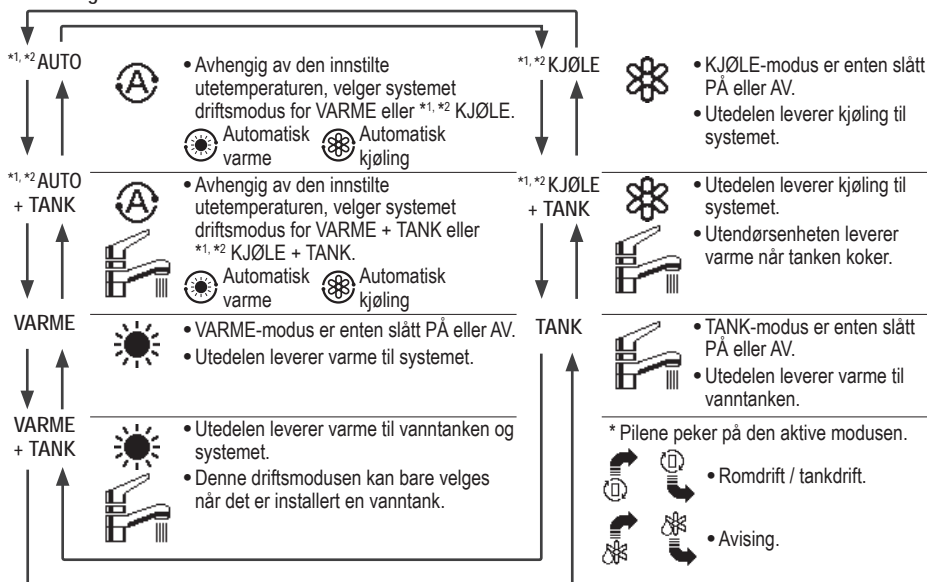 *1, *2 AUTO
• Avhengig av den innstilte
utetemperaturen, velger systemet
driftsmodus for VARME eller *1, *2 KJØLE.
Automatisk
varme
Automatisk
kjøling
*1, *2 AUTO
+ TANK
• Avhengig av den innstilte
utetemperaturen, velger systemet
driftsmodus for VARME + TANK eller
*1, *2 KJØLE + TANK.
Automatisk
varme
Automatisk
kjøling
VARME
• VARME-modus er enten slått PÅ eller AV.
• Utedelen leverer varme til systemet.
VARME
+ TANK
• Utedelen leverer varme til vanntanken og
systemet.
• Denne driftsmodusen kan bare velges
når det er installert en vanntank.
*1, *2 KJØLE
• KJØLE-modus er enten slått
PÅ eller AV.
• Utedelen leverer kjøling til
systemet.
*1, *2 KJØLE
+ TANK
• Utedelen leverer kjøling til
systemet.
• Utendørsenheten leverer
varme når tanken koker.
TANK
• TANK-modus er enten slått
PÅ eller AV.
• Utedelen leverer varme til
vanntanken.
* Pilene peker på den aktive modusen.
• Romdrift / tankdrift.
• Avising.